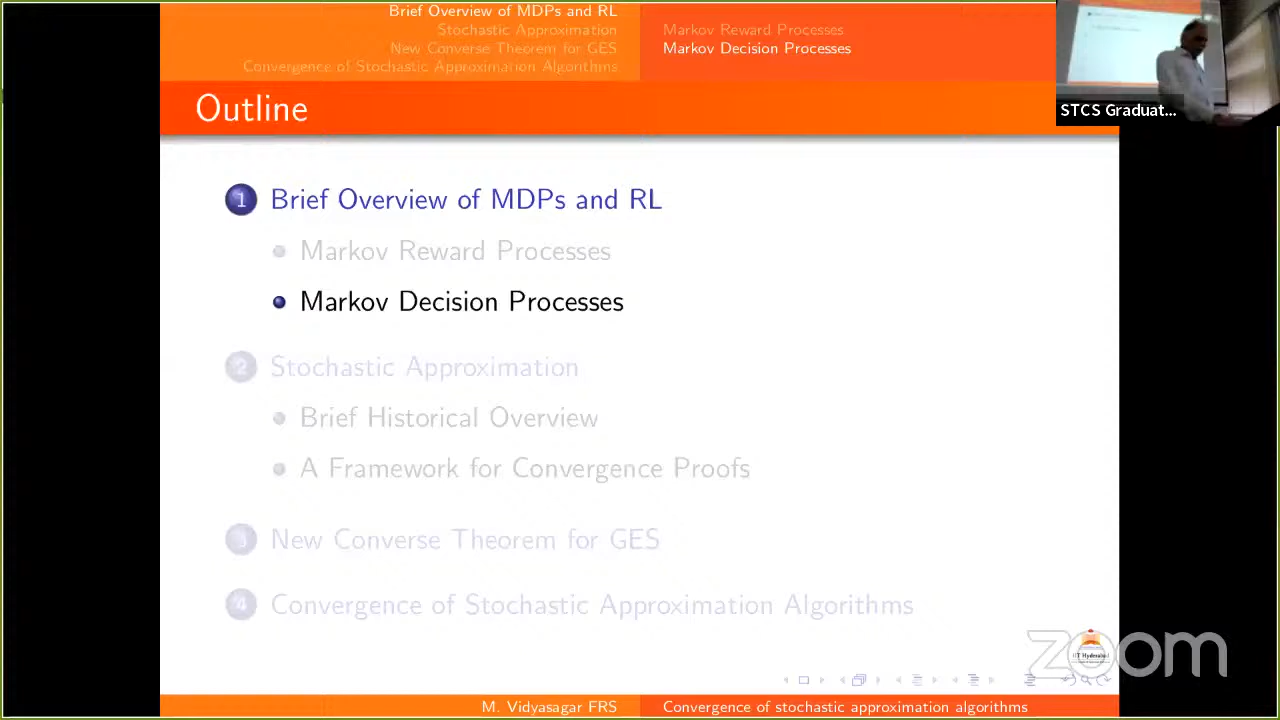 Brief Overview of MDPs and RL
Stochastic Approximation
New Converse Theorem for GES
Convergence of Stochastic Approximation Algorithms
Markov Reward Processes
Markov Decision Processes
Outline
STCS Graduat...
1 Brief Overview of MDPs and RL
Markov Reward Processes
Markov Decision Processes
2 Stochastic Approximation
Brief Historical Overview
A Framework for Convergence Proofs
3 New Converse Theorem for GES
4 Convergence of Stochastic Approximation Algorithms
zoom
IIT Hyderabad
M. Vidyasagar FRS
Convergence of stochastic approximation algorithms